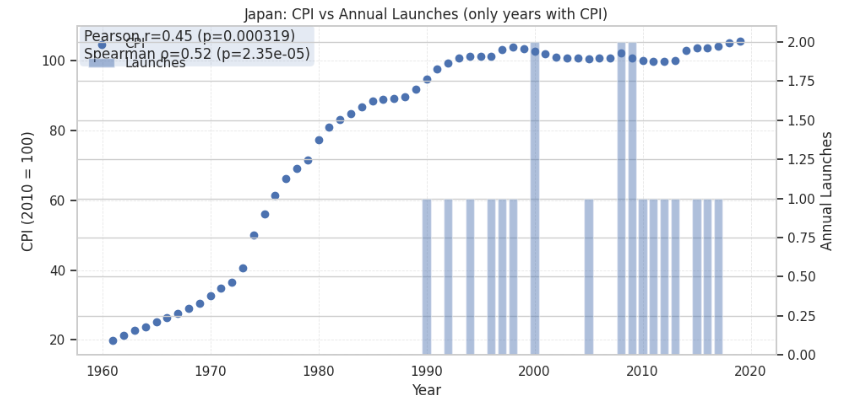 Japan: CPI vs Annual Launches (only years with CPI)
Pearson r=0.45 (p=0.000319)
CPI
Spearman ρ=0.52 (p=2.35e-05)
Launches
CPI (2010 = 100)
100
80
60
40
20
2.00
1.75
1.50
1.25
1.00
0.75
0.50
0.25
0.00
Annual Launches
1960 1970 1980 1990 2000 2010 2020
Year